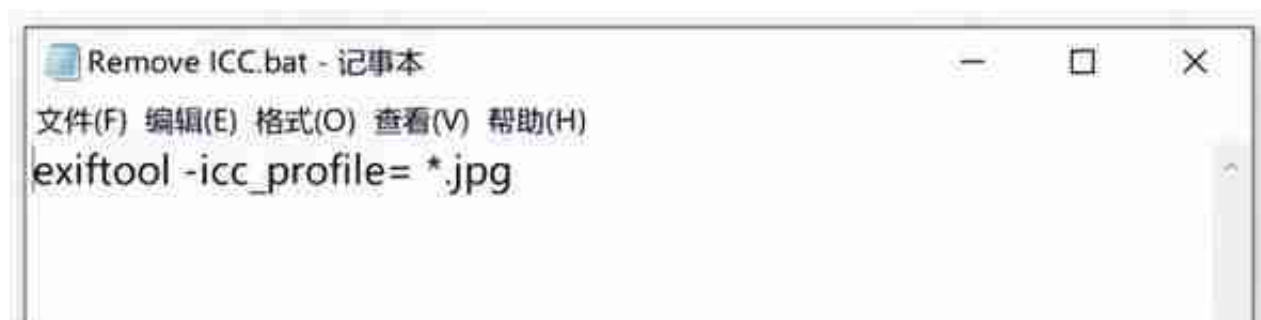 Remove ICC.bat - 记事本
文件(F) 编辑(E) 格式(O) 查看(V) 帮助(H)
exiftool -icc_profile= *.jpg